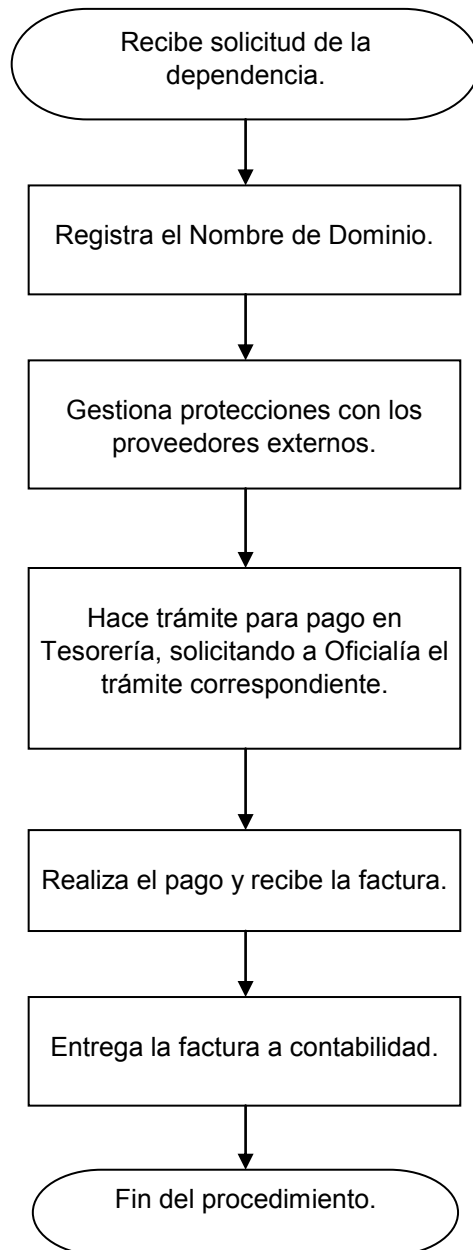 Recibe solicitud de la
dependencia.
Registra el Nombre de Dominio.
Gestiona protecciones con los
proveedores externos.
Hace trámite para pago en
Tesorería, solicitando a Oficialía el
trámite correspondiente.
Realiza el pago y recibe la factura.
Entrega la factura a contabilidad.
Fin del procedimiento.